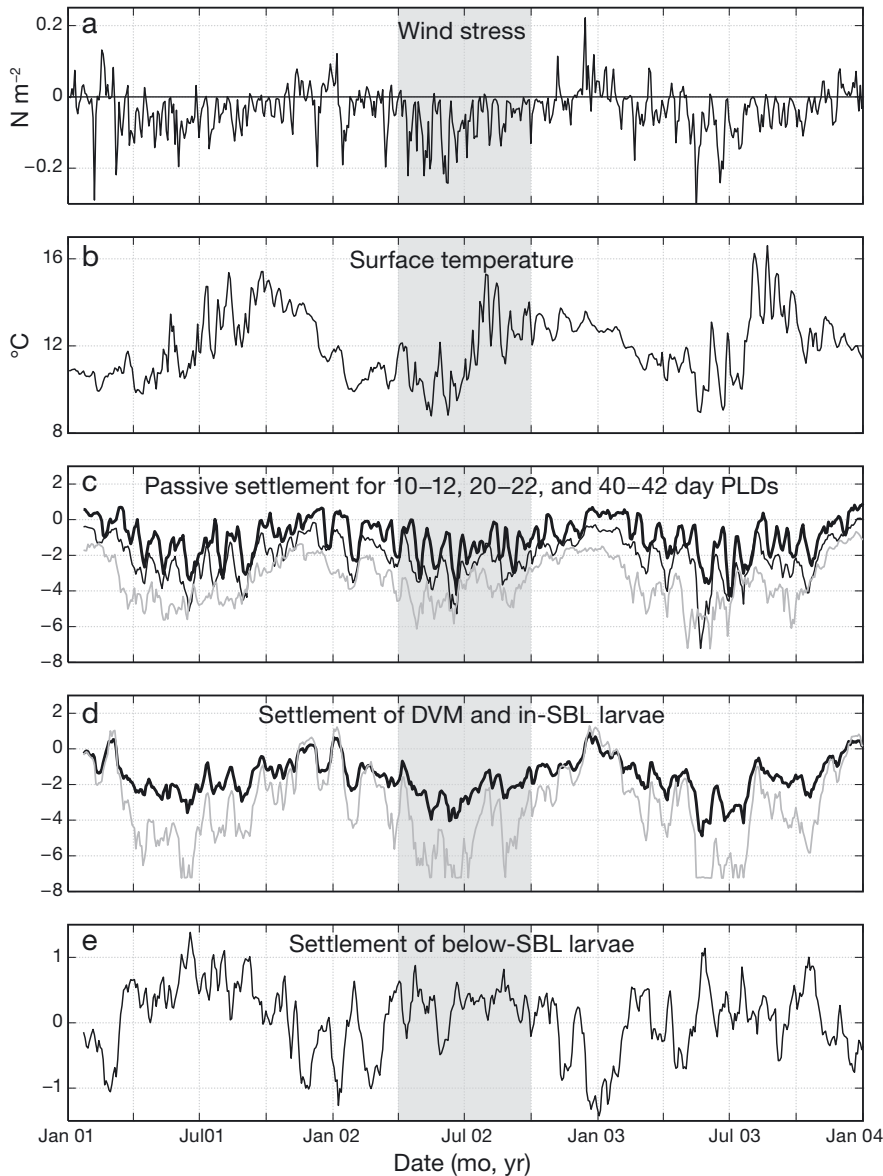 a
Wind stress
0.2
0
−0.2
N m−2
b
Surface temperature
16
12
8
°C
c
Passive settlement for 10–12, 20–22, and 40–42 day PLDs
2
0
−2
−4
−6
−8
d
Settlement of DVM and in-SBL larvae
2
0
−2
−4
−6
−8
e
Settlement of below-SBL larvae
1
0
−1
Jan 01 Jul01 Jan 02 Jul 02 Jan 03 Jul 03 Jan 04
Date (mo, yr)